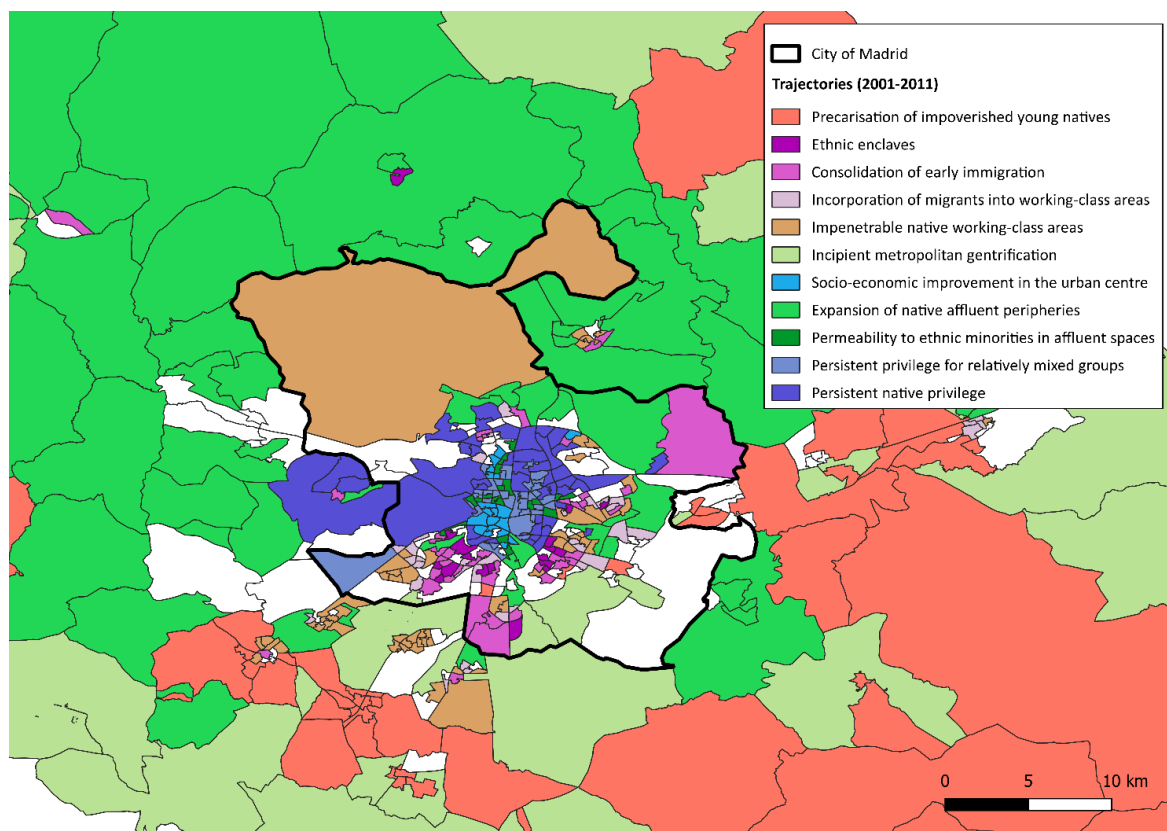 City of Madrid
Trajectories (2001-2011)
Precarisation of impoverished young natives
Ethnic enclaves
Consolidation of early immigration
Incorporation of migrants into working-class areas
Impenetrable native working-class areas
Incipient metropolitan gentrification
Socio-economic improvement in the urban centre
Expansion of native affluent peripheries
Permeability to ethnic minorities in affluent spaces
Persistent privilege for relatively mixed groups
Persistent native privilege
0 5 10 km